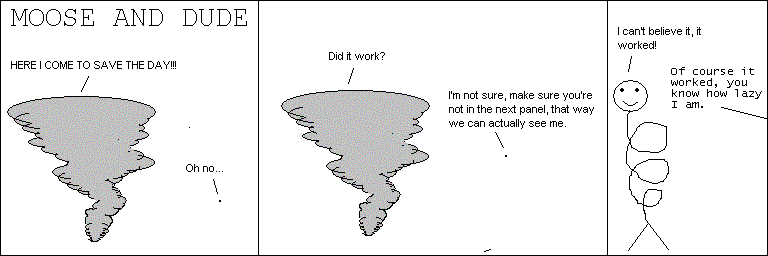 MOOSE AND DUDE
HERE I COME TO SAVE THE DAY!!!
Oh no...
Did it work?
I'm not sure, make sure you're
not in the next panel, that way
we can actually see me.
I can't believe it, it
worked!
Of course it
worked, you
know how lazy
I am.